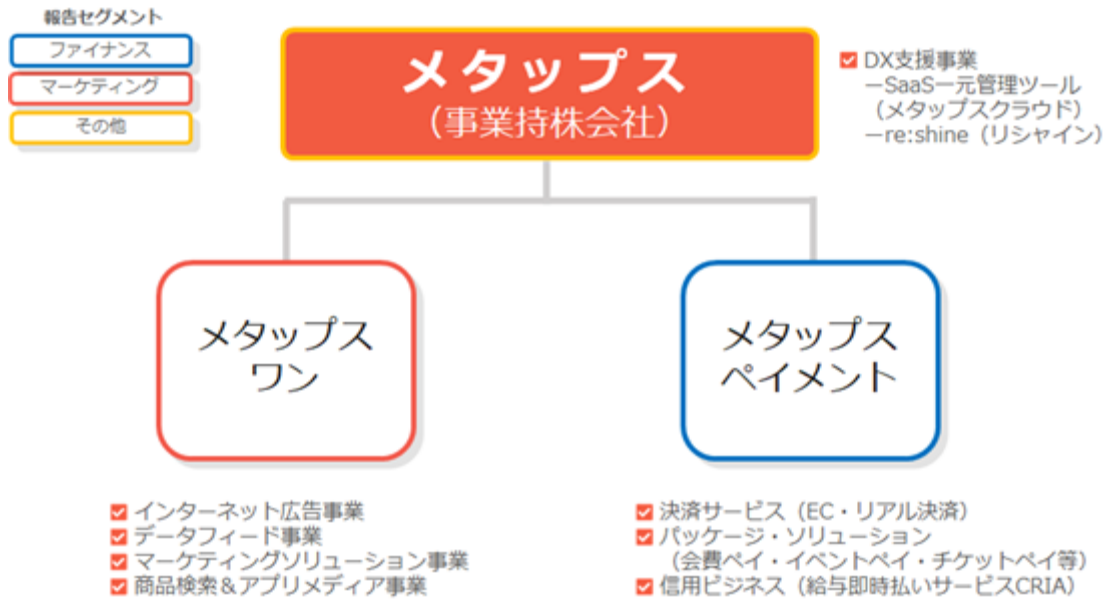 報告セグメント
ファイナンス
マーケティング
その他
メタップス
（事業持株会社）
DX支援事業
―SaaS一元管理ツール
（メタップスクラウド）
―re:shine（リシャイン）
メタップス
ワン
インターネット広告事業
データフィード事業
マーケティングソリューション事業
商品検索＆アプリメディア事業
メタップス
ペイメント
決済サービス（EC・リアル決済）
パッケージ・ソリューション
（会費ペイ・イベントペイ・チケットペイ等）
信用ビジネス（給与即時払いサービスCRIA）